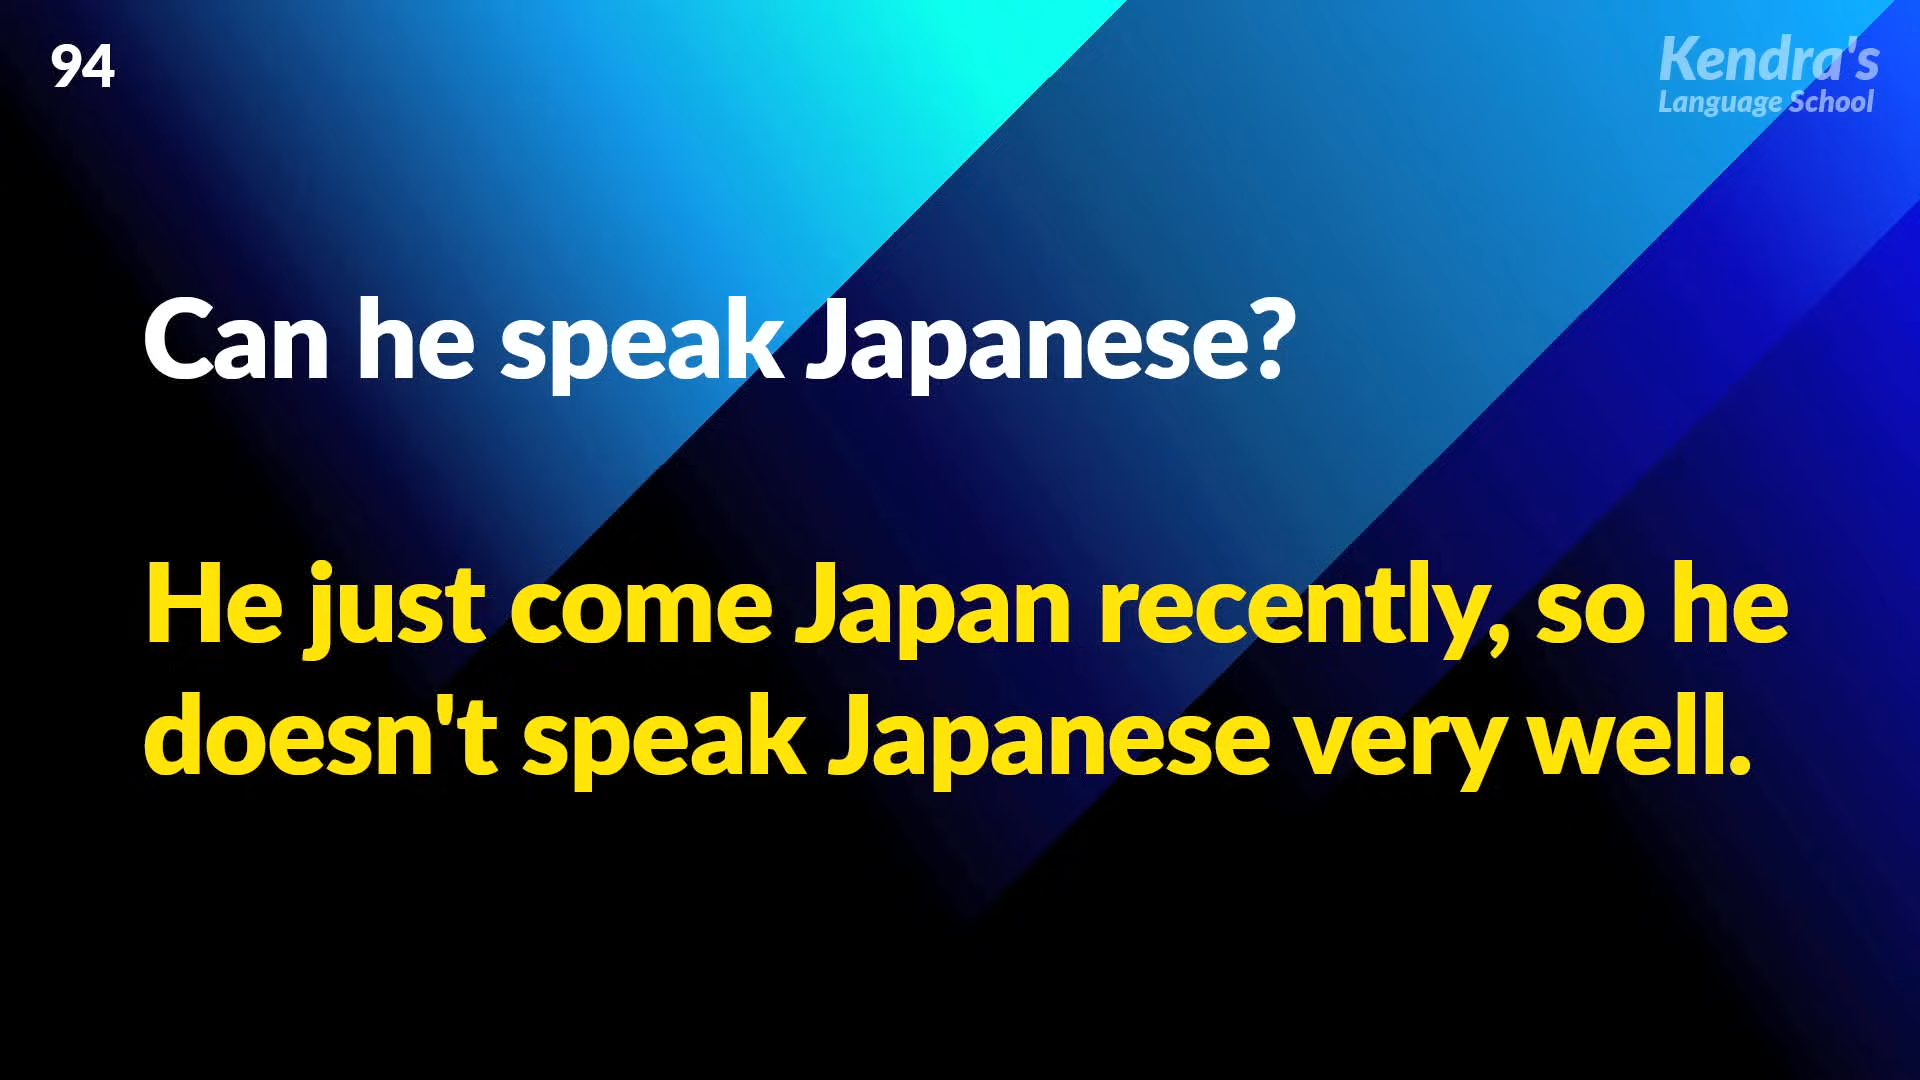 94
Kendra's
Language School
Can he speak Japanese?
He just come Japan recently, so he
doesn't speak Japanese very well.